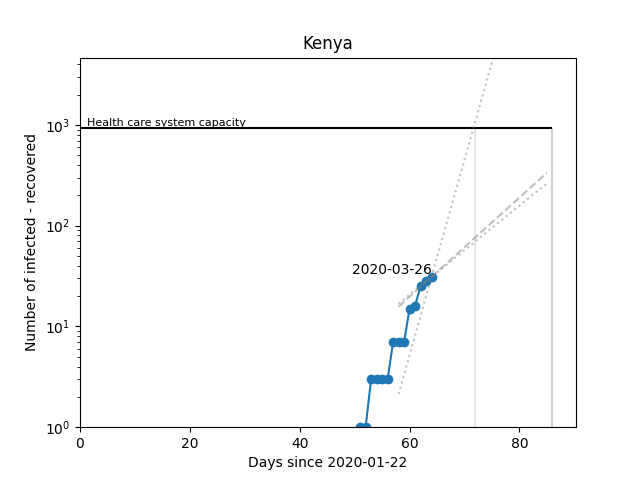 Kenya
Number of infected - recovered
10³
10²
10¹
10⁰
Health care system capacity
2020-03-26
0
20
40
60
80
Days since 2020-01-22